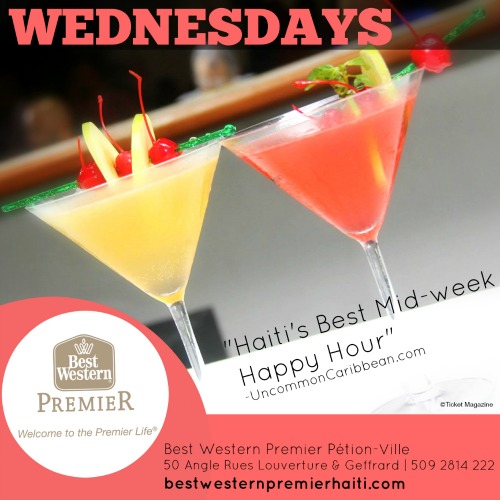 WEDNESDAYS
"Haiti's Best Mid-week
Happy Hour"
-UncommonCaribbean.com
©Ticket Magazine
Best
Western
PREMIER
Welcome to the Premier Life®
Best Western Premier Pétion-Ville
50 Angle Rues Louverture & Geffrard | 509 2814 222
bestwesternpremierhaiti.com